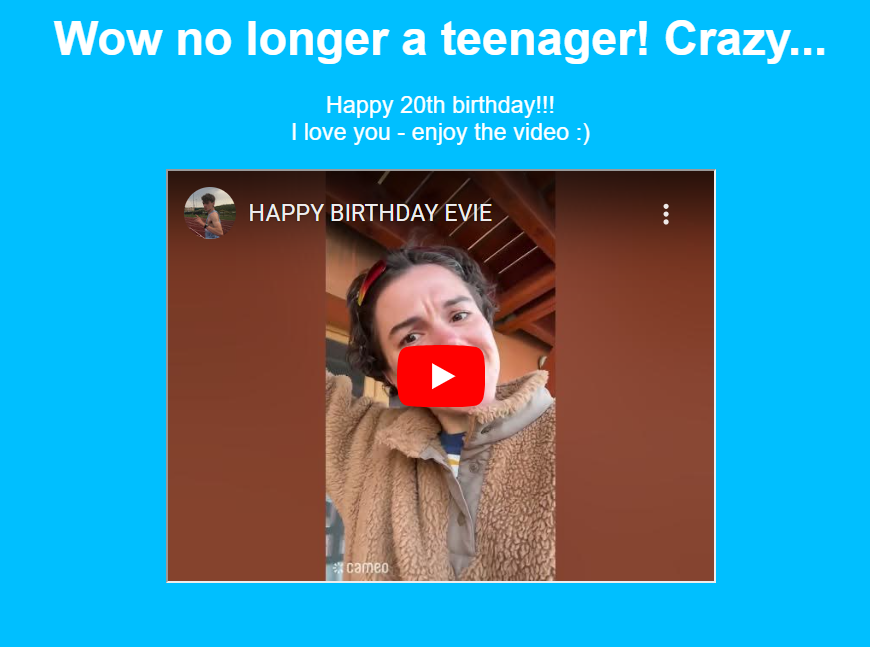 Wow no longer a teenager! Crazy...
Happy 20th birthday!!!
I love you - enjoy the video :)
HAPPY BIRTHDAY EVIE
cameo